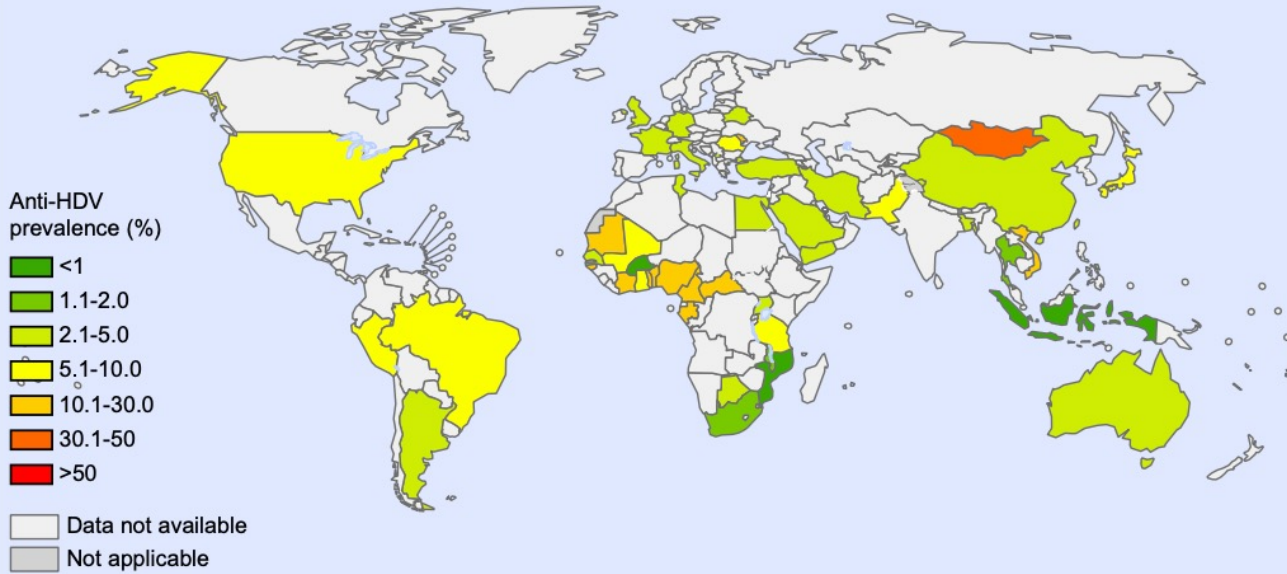 Anti-HDV
prevalence (%)
<1
1.1-2.0
2.1-5.0
5.1-10.0
10.1-30.0
30.1-50
>50
Data not available
Not applicable